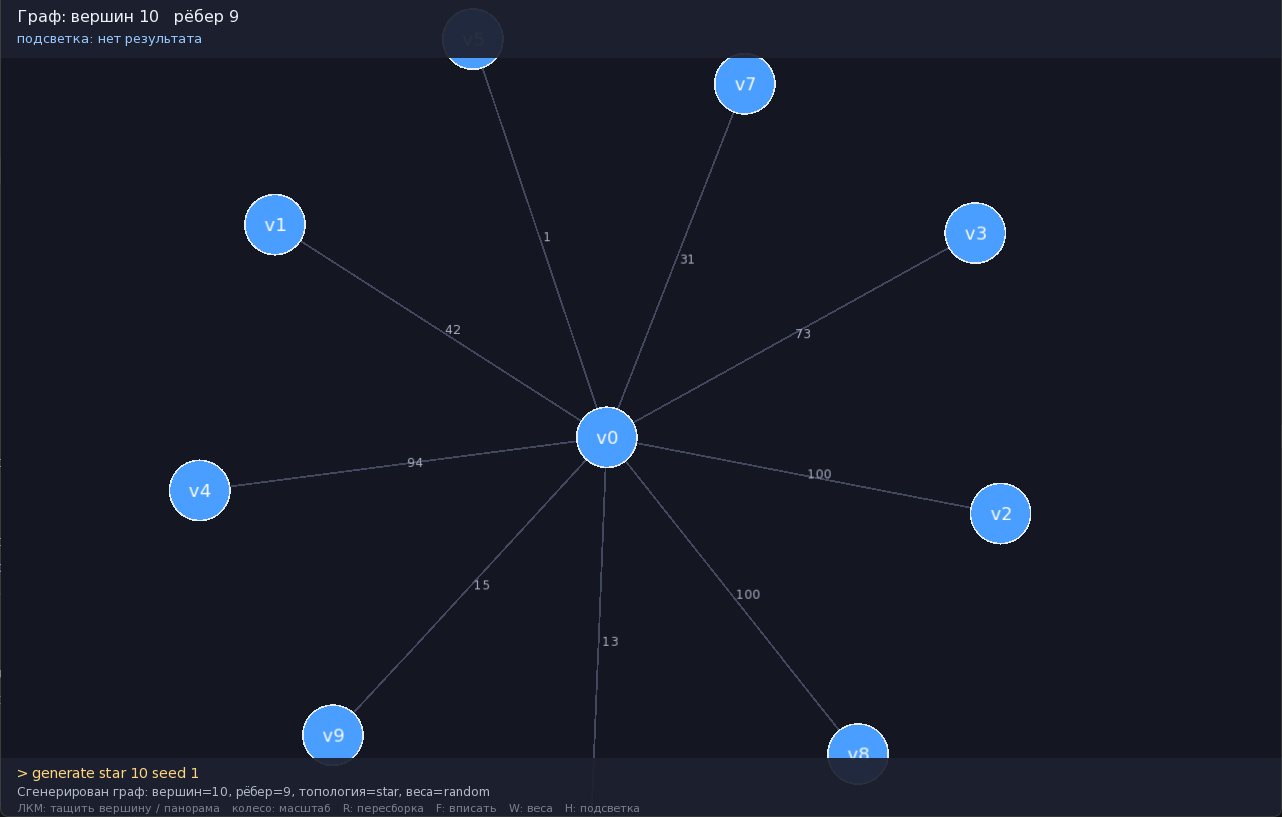 Граф: вершин 10 рёбер 9
подсветка: нет результата
v5
v7
v1
v3
1
31
42
73
v0
94
100
v4
v2
15
100
13
v9
v8
> generate star 10 seed 1
Сгенерирован граф: вершин=10, рёбер=9, топология=star, веса=random
ЛКМ: тащить вершину / панорама колесо: масштаб R: пересборка F: вписать W: веса H: подсветка